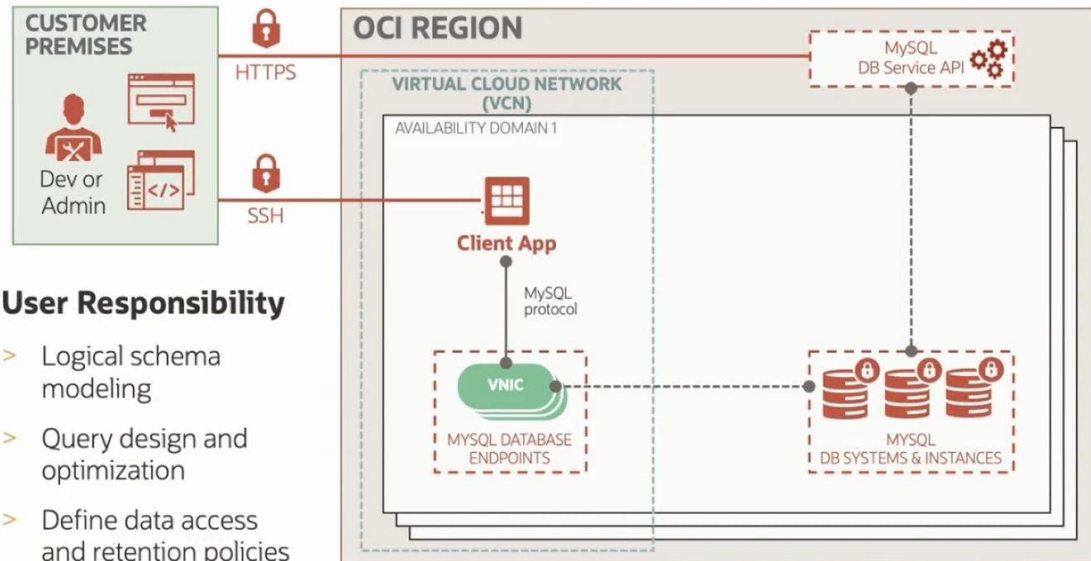 CUSTOMER
PREMISES
Dev or
Admin
</>
HTTPS
SSH
OCI REGION
MySQL
DB Service API
VIRTUAL CLOUD NETWORK
(VCN)
AVAILABILITY DOMAIN 1
Client App
MySQL
protocol
VNIC
MYSQL DATABASE
ENDPOINTS
MYSQL
DB SYSTEMS & INSTANCES
User Responsibility
> Logical schema
modeling
> Query design and
optimization
> Define data access
and retention policies